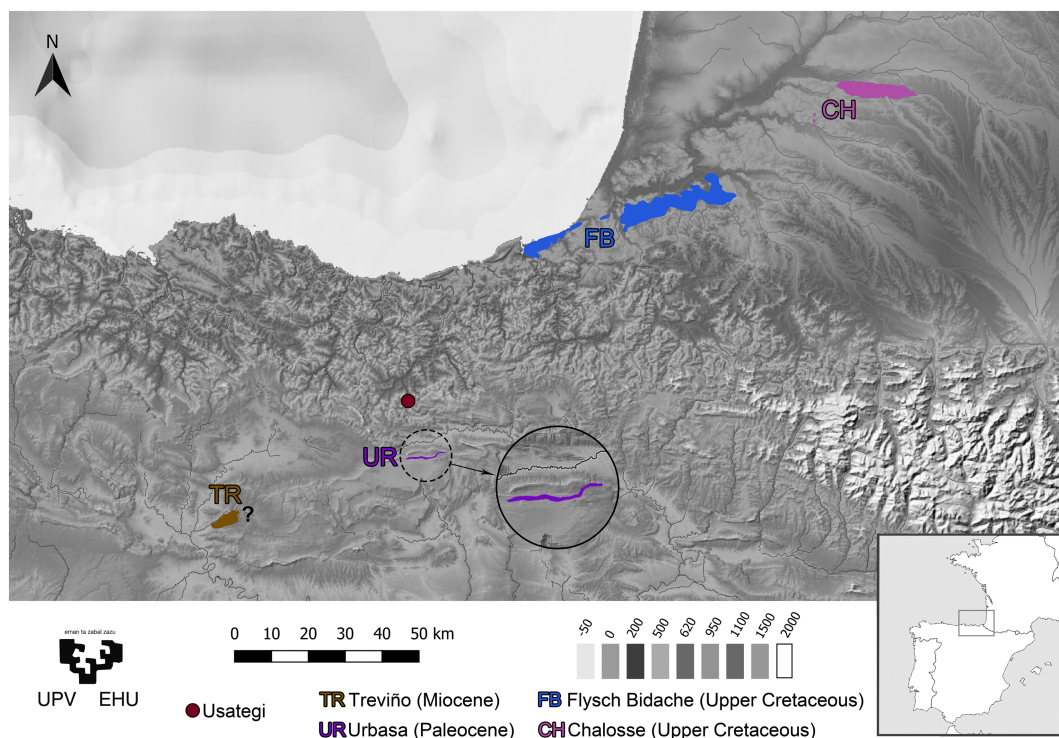 N
CH
FB
UR
TR
?
eman ta zabal zazu
UPV EHU
0 10 20 30 40 50 km
-50 0 200 500 620 950 1100 1500 2000
Usategi
TR Treviño (Miocene)
UR Urbasa (Paleocene)
FB Flysch Bidache (Upper Cretaceous)
CH Chalosse (Upper Cretaceous)